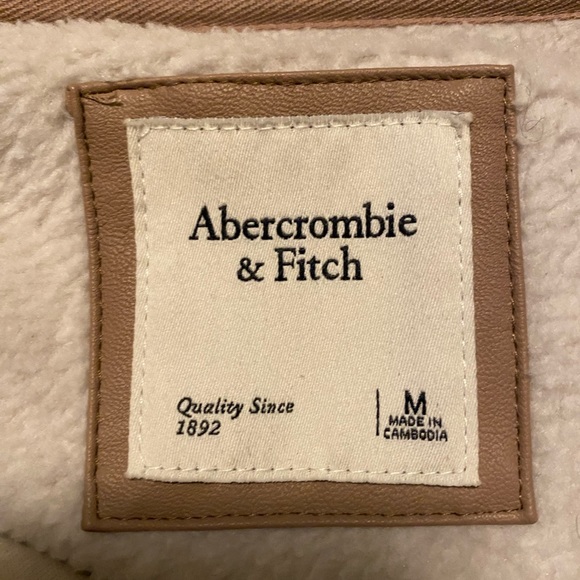 Abercrombie
& Fitch
Quality Since
1892
M
MADE IN
CAMBODIA